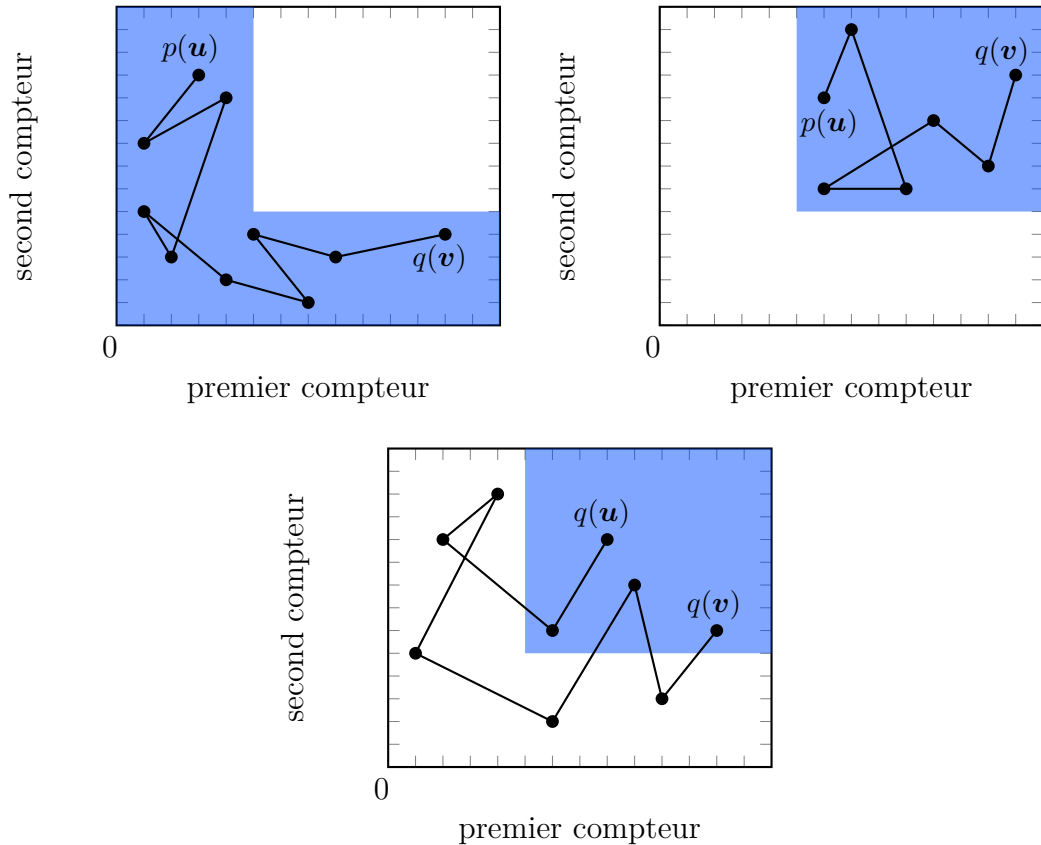 p(u)
q(v)
second compteur
0
premier compteur
q(v)
p(u)
second compteur
0
premier compteur
q(u)
q(v)
second compteur
0
premier compteur